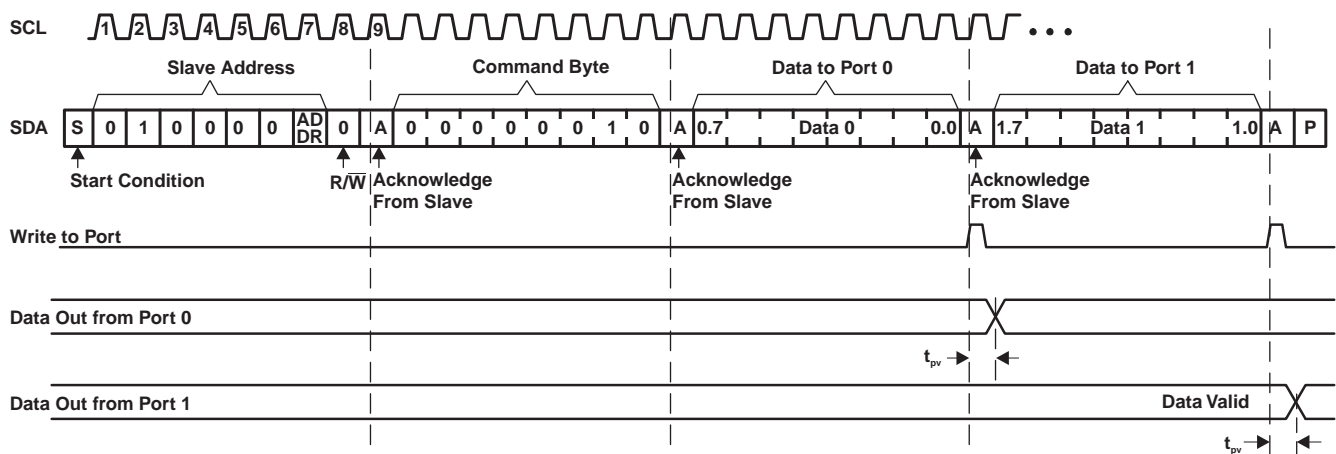 SCL 1 2 3 4 5 6 7 8 9 • • •
Slave Address Command Byte Data to Port 0 Data to Port 1
SDA S 0 1 0 0 0 0 AD DR 0 A 0 0 0 0 0 0 1 0 A 0.7 Data 0 0.0 A 1.7 Data 1 1.0 A P
Start Condition R/W̅ Acknowledge From Slave Acknowledge From Slave Acknowledge From Slave
Write to Port
Data Out from Port 0
tpv
Data Out from Port 1 Data Valid
tpv